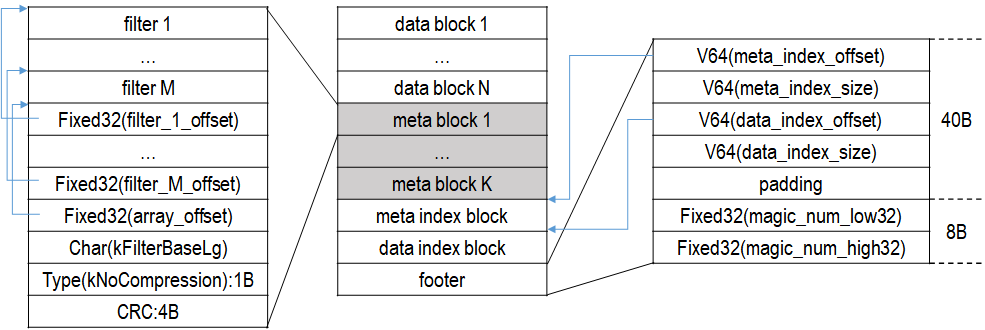 filter 1
...
filter M
Fixed32(filter_1_offset)
...
Fixed32(filter_M_offset)
Fixed32(array_offset)
Char(kFilterBaseLg)
Type(kNoCompression):1B
CRC:4B
data block 1
...
data block N
meta block 1
...
meta block K
meta index block
data index block
footer
V64(meta_index_offset)
V64(meta_index_size)
V64(data_index_offset)
V64(data_index_size)
padding
Fixed32(magic_num_low32)
Fixed32(magic_num_high32)
40B
8B